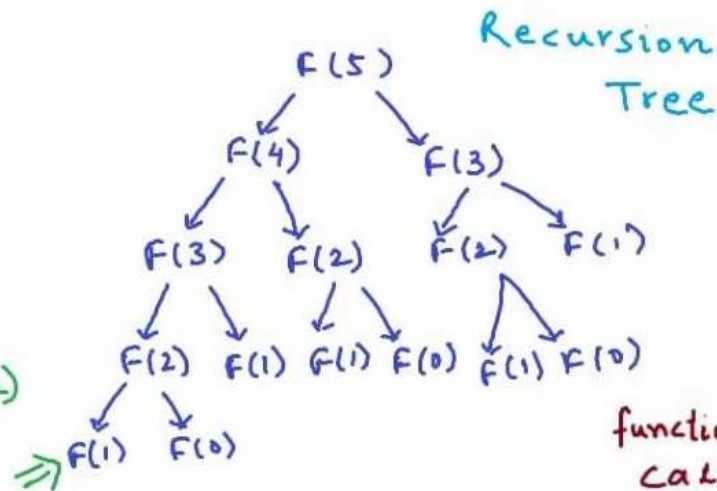 Recursion
Tree
F(5)
F(4) F(3)
F(3) F(2) F(2) F(1)
F(2) F(1) F(1) F(0) F(1) F(0)
F(1) F(0)